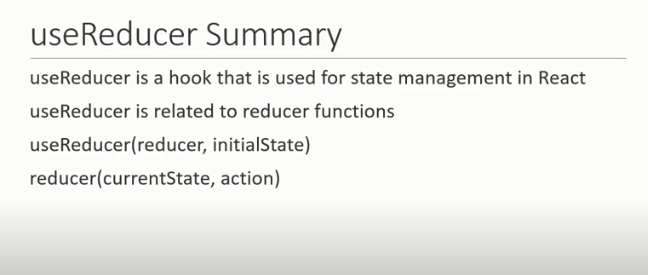 useReducer Summary
useReducer is a hook that is used for state management in React
useReducer is related to reducer functions
useReducer(reducer, initialState)
reducer(currentState, action)